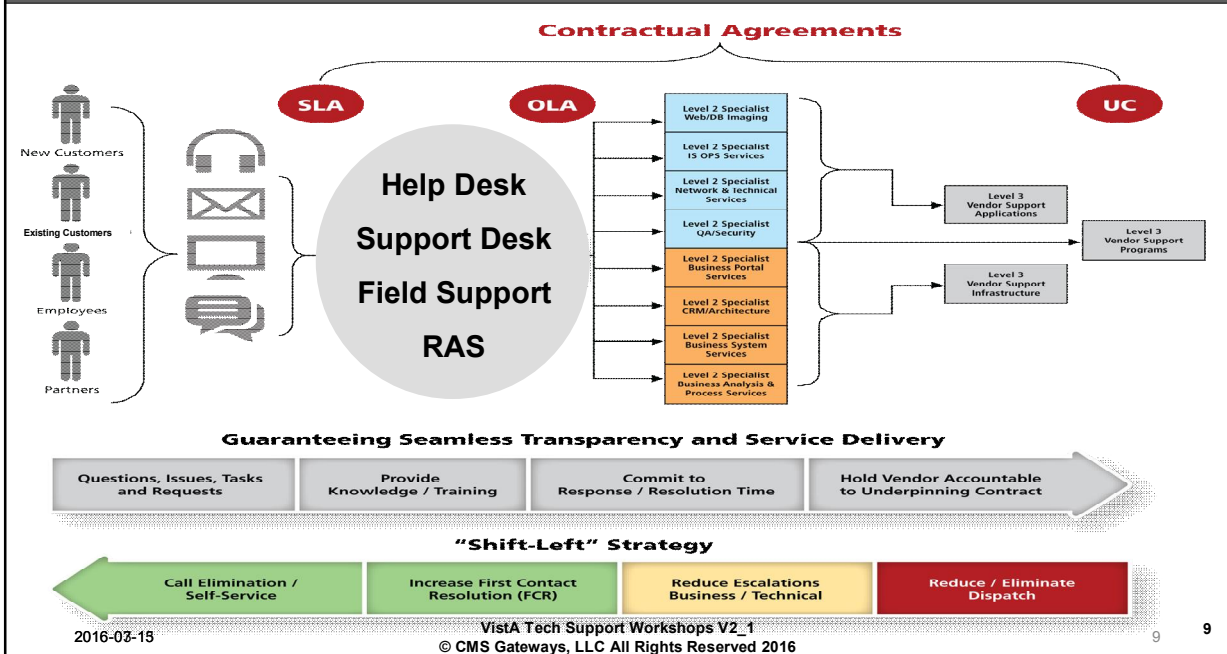 Contractual Agreements
SLA
OLA
UC
New Customers
Existing Customers
Employees
Partners
Help Desk
Support Desk
Field Support
RAS
Level 2 Specialist
Web/DB Imaging
Level 2 Specialist
IS OPS Services
Level 2 Specialist
Network & Technical
Services
Level 2 Specialist
QA/Security
Level 2 Specialist
Business Portal
Services
Level 2 Specialist
CRM/Architecture
Level 2 Specialist
Business System
Services
Level 2 Specialist
Business Analysis &
Process Services
Level 3
Vendor Support
Applications
Level 3
Vendor Support
Programs
Level 3
Vendor Support
Infrastructure
Guaranteeing Seamless Transparency and Service Delivery
Questions, Issues, Tasks
and Requests
Provide
Knowledge / Training
Commit to
Response / Resolution Time
Hold Vendor Accountable
to Underpinning Contract
“Shift-Left” Strategy
Call Elimination /
Self-Service
Increase First Contact
Resolution (FCR)
Reduce Escalations
Business / Technical
Reduce / Eliminate
Dispatch
VistA Tech Support Workshops V2_1
© CMS Gateways, LLC All Rights Reserved 2016
9
9